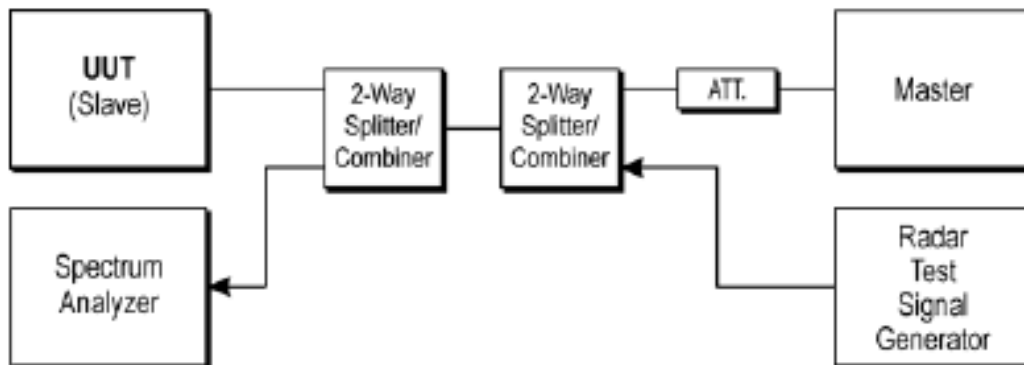 UUT
(Slave)
2-Way
Splitter/
Combiner
2-Way
Splitter/
Combiner
ATT.
Master
Spectrum
Analyzer
Radar
Test
Signal
Generator